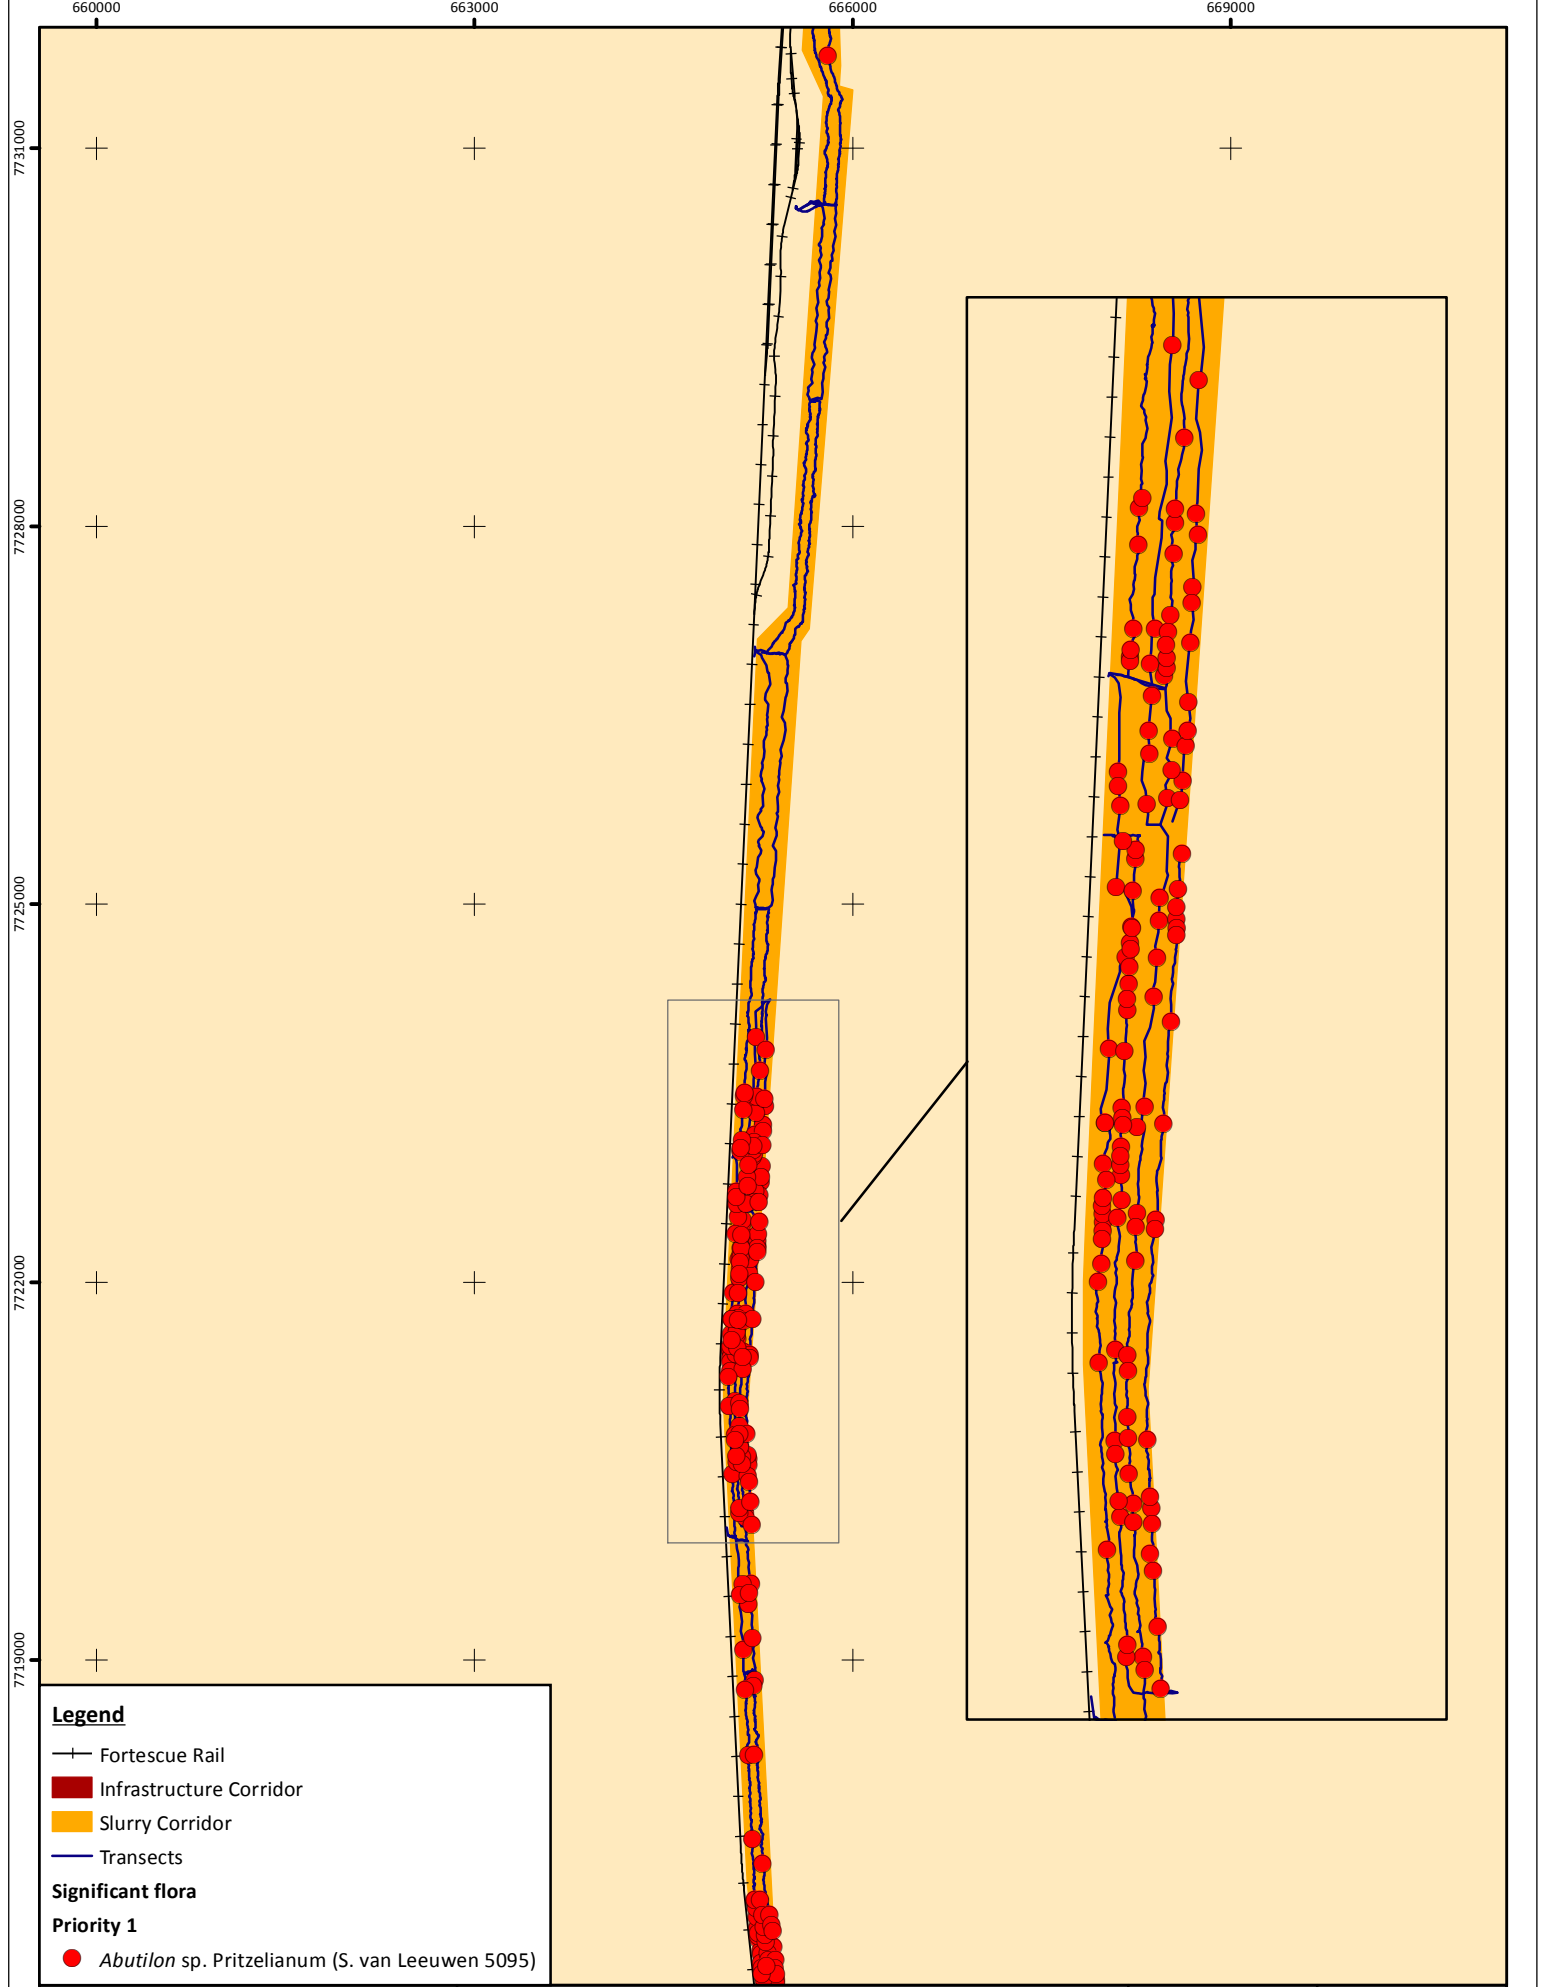 660000 663000 666000 669000
7731000
7728000
7725000
7722000
7719000
Legend
Fortescue Rail
Infrastructure Corridor
Slurry Corridor
Transects
Significant flora
Priority 1
Abutilon sp. Pritzelianum (S. van Leeuwen 5095)